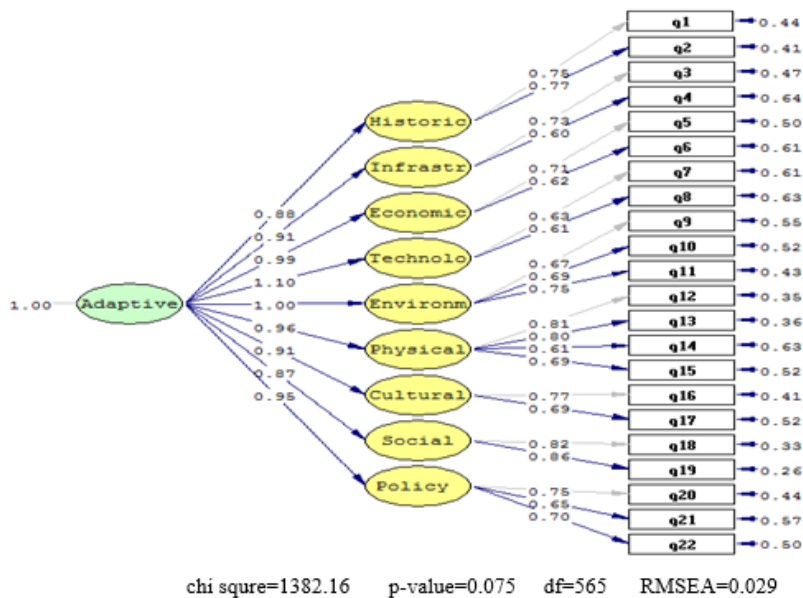 q1 0.44
q2 0.41
q3 0.47
q4 0.64
q5 0.50
q6 0.61
q7 0.61
q8 0.63
q9 0.55
q10 0.52
q11 0.43
q12 0.35
q13 0.36
q14 0.63
q15 0.52
q16 0.41
q17 0.52
q18 0.33
q19 0.26
q20 0.44
q21 0.57
q22 0.50
0.75
0.77
0.73
0.60
0.71
0.62
0.63
0.61
0.67
0.69
0.75
0.81
0.80
0.61
0.69
0.77
0.69
0.82
0.86
0.75
0.65
0.70
Historic
Infrastr
Economic
Technolo
Environm
Physical
Cultural
Social
Policy
0.88
0.91
0.99
1.10
1.00
0.96
0.91
0.87
0.95
1.00 Adaptive
chi squre=1382.16 p-value=0.075 df=565 RMSEA=0.029